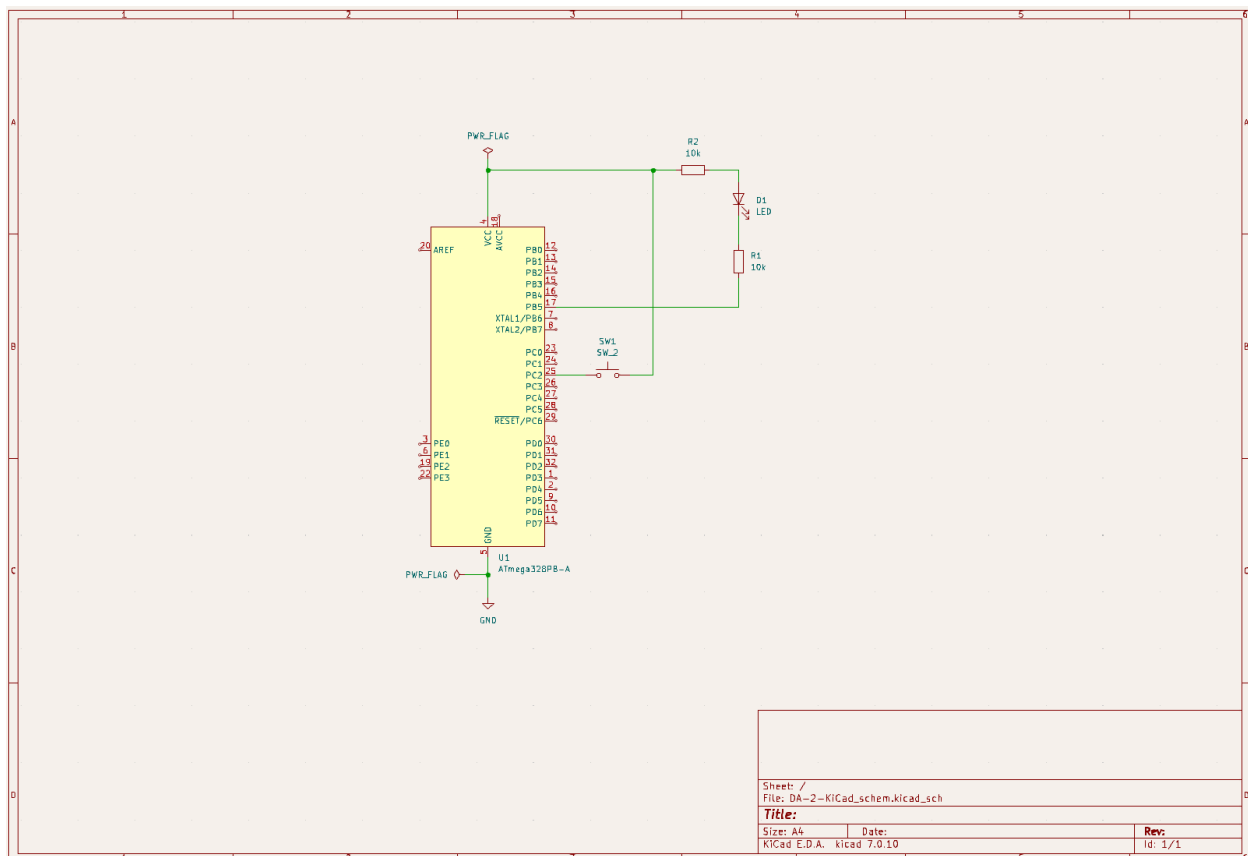 1 2 3 4 5 6
A A
PWR_FLAG
R2
10k
D1
LED
4
18
VCC
AVCC
20 AREF
PB0 12
PB1 13
PB2 14
PB3 15
PB4 16
PB5 17
XTAL1/PB6 7
XTAL2/PB7 8
R1
10k
B B
SW1
SW_2
PC0 23
PC1 24
PC2 25
PC3 26
PC4 27
PC5 28
RESET/PC6 29
3 PE0
6 PE1
19 PE2
22 PE3
PD0 30
PD1 31
PD2 32
PD3 1
PD4 2
PD5 9
PD6 10
PD7 11
GND
5
U1
ATmega328PB-A
C C
PWR_FLAG
GND
D D
Sheet: /
File: DA-2-KiCad_schem.kicad_sch
Title:
Size: A4 Date: Rev:
KiCad E.D.A. kicad 7.0.10 Id: 1/1